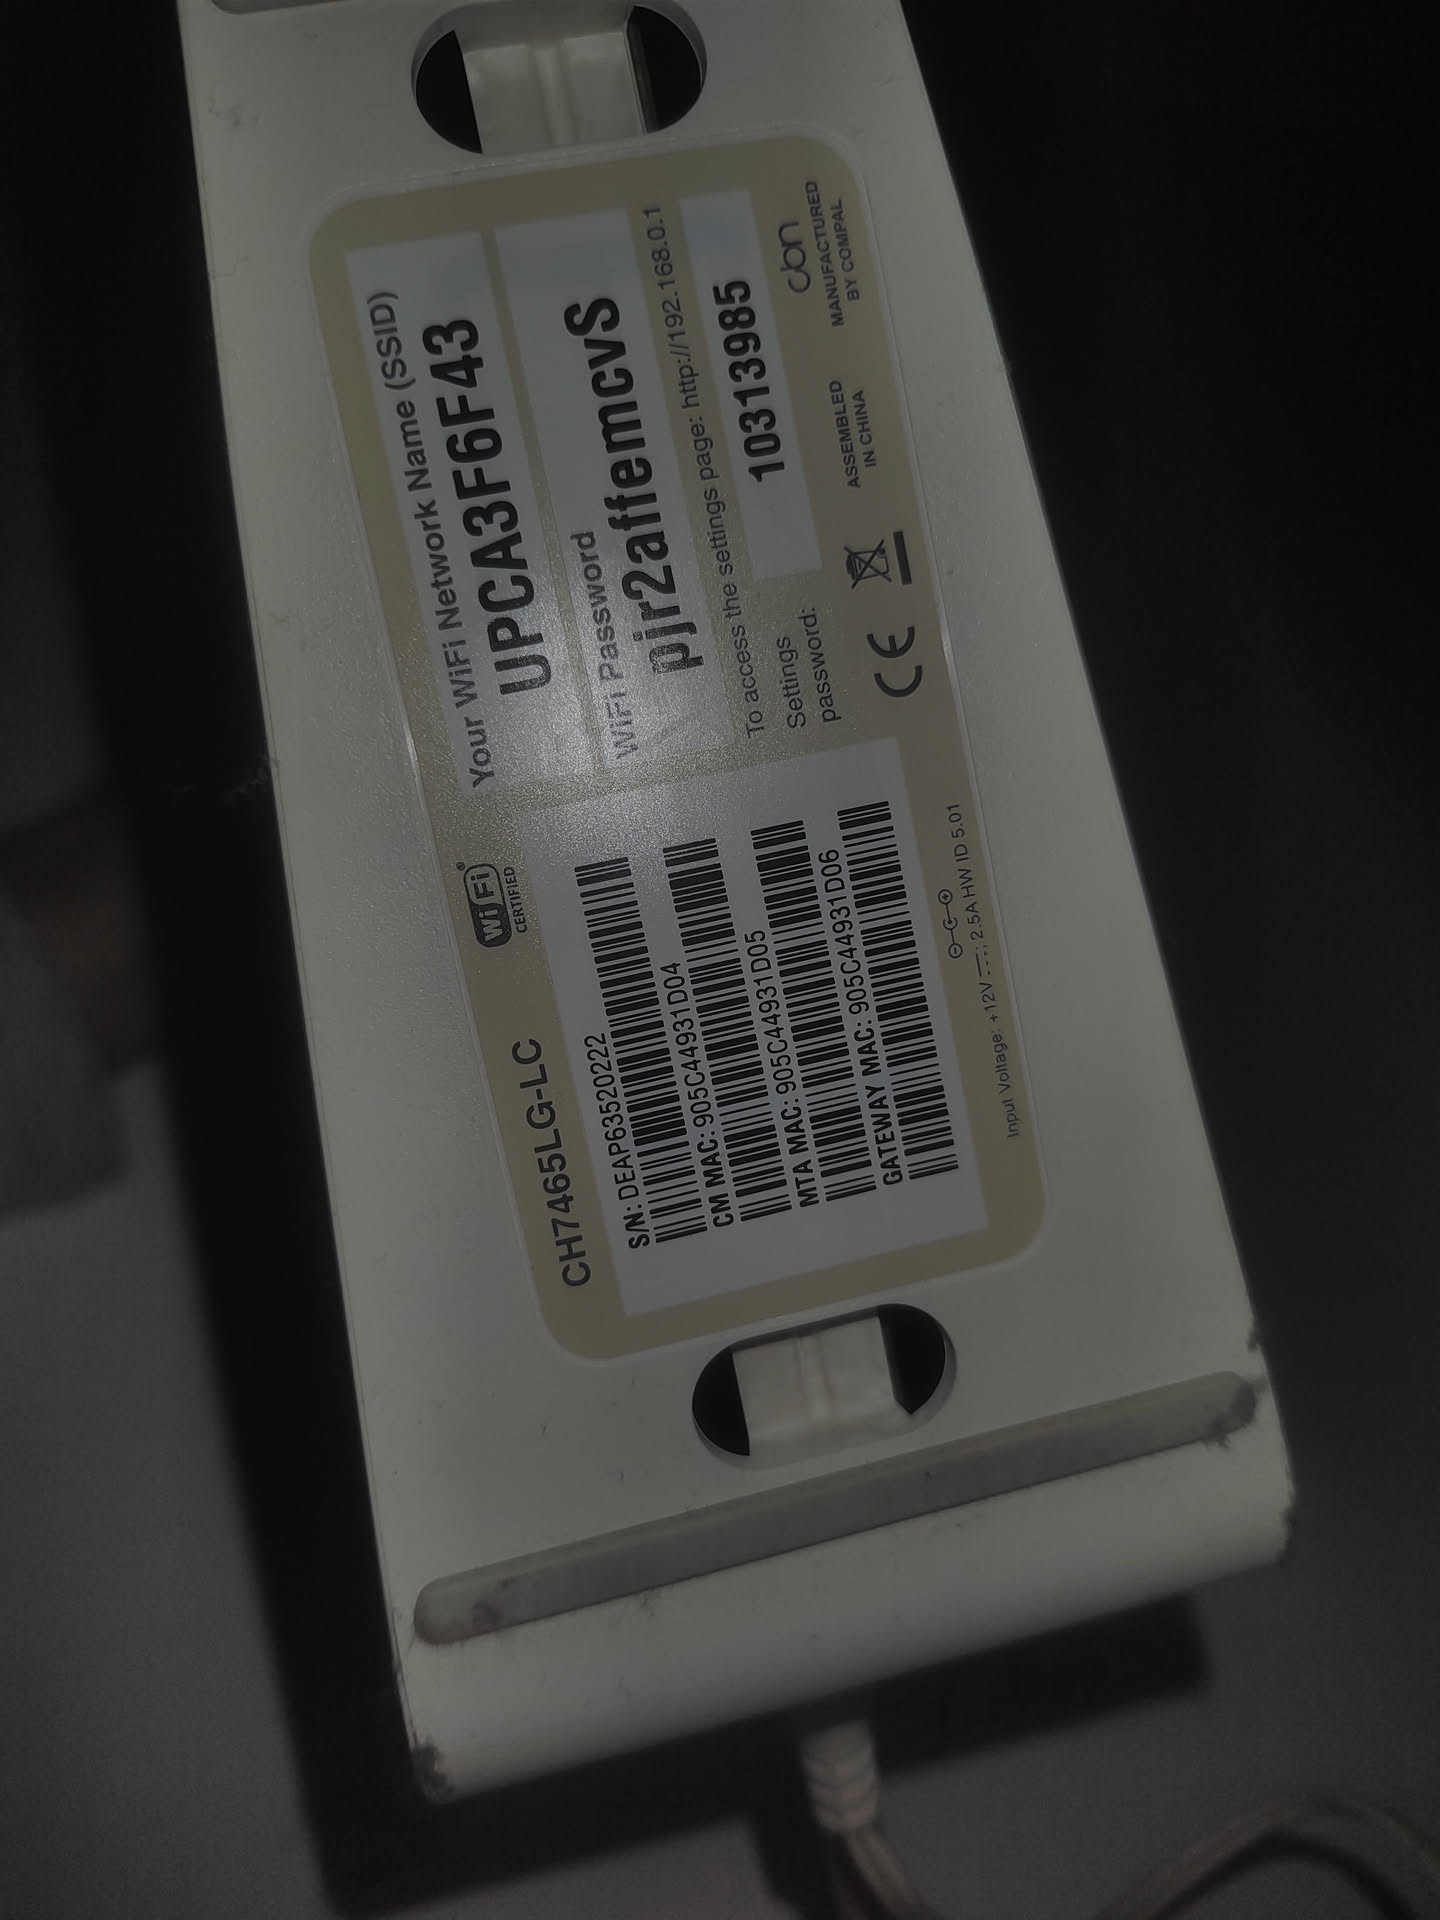 Your WiFi Network Name (SSID)
UPCA3F6F43
WiFi Password
pjr2affemcvS
To access the settings page: http://192.168.0.1
Settings
password:
10313985
cbn
MANUFACTURED
BY COMPAL
ASSEMBLED
IN CHINA
CE
CH7465LG-LC
WiFi®
CERTIFIED
S/N: DEAP63520222
CM MAC: 905C44931D04
MTA MAC: 905C44931D05
GATEWAY MAC: 905C44931D06
Input Voltage: +12V⎓; 2.5A HW ID 5.01